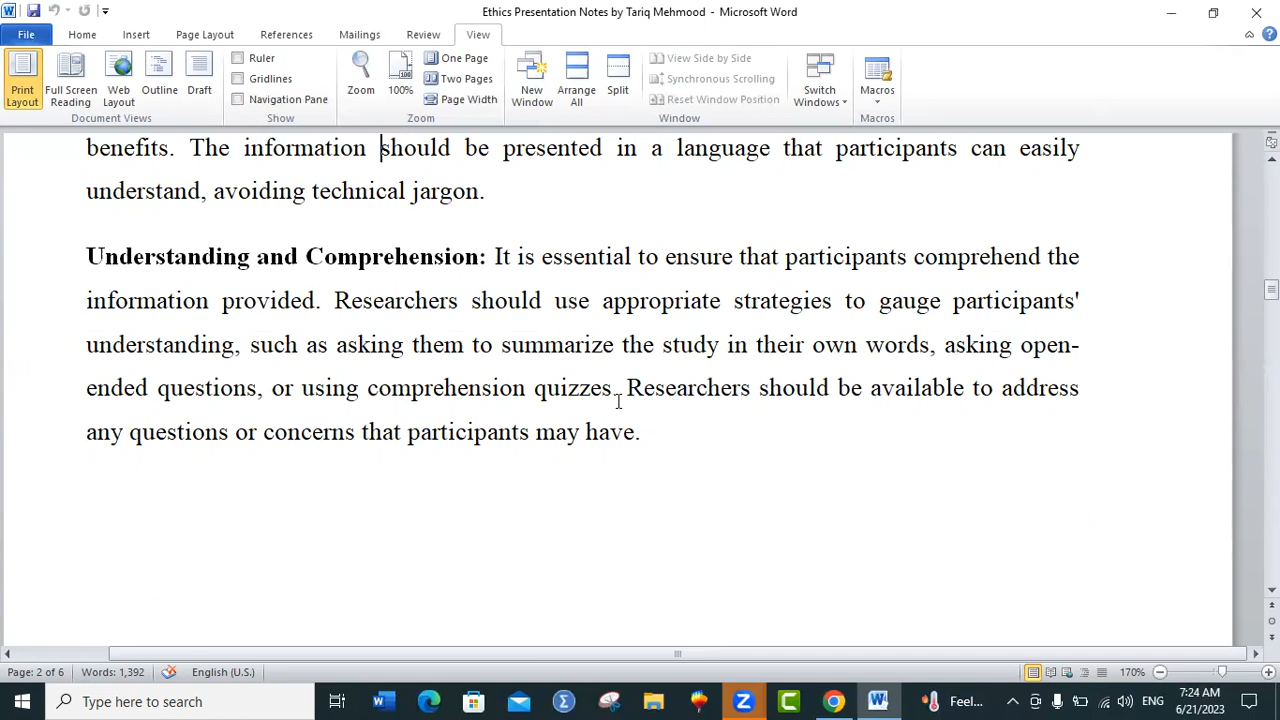 Ethics Presentation Notes by Tariq Mehmood - Microsoft Word
File Home Insert Page Layout References Mailings Review View
Print Layout Full Screen Reading Web Layout Outline Draft
Document Views
Ruler
Gridlines
Navigation Pane
Show
Zoom 100% One Page
Two Pages
Page Width
Zoom
New Window Arrange All Split
View Side by Side
Synchronous Scrolling
Reset Window Position
Window
Switch Windows
Macros
Macros
benefits. The information should be presented in a language that participants can easily
understand, avoiding technical jargon.
Understanding and Comprehension: It is essential to ensure that participants comprehend the
information provided. Researchers should use appropriate strategies to gauge participants'
understanding, such as asking them to summarize the study in their own words, asking open-
ended questions, or using comprehension quizzes. Researchers should be available to address
any questions or concerns that participants may have.
Page: 2 of 6 Words: 1,392 English (U.S.) 170%
Type here to search Feel... ENG 7:24 AM
6/21/2023